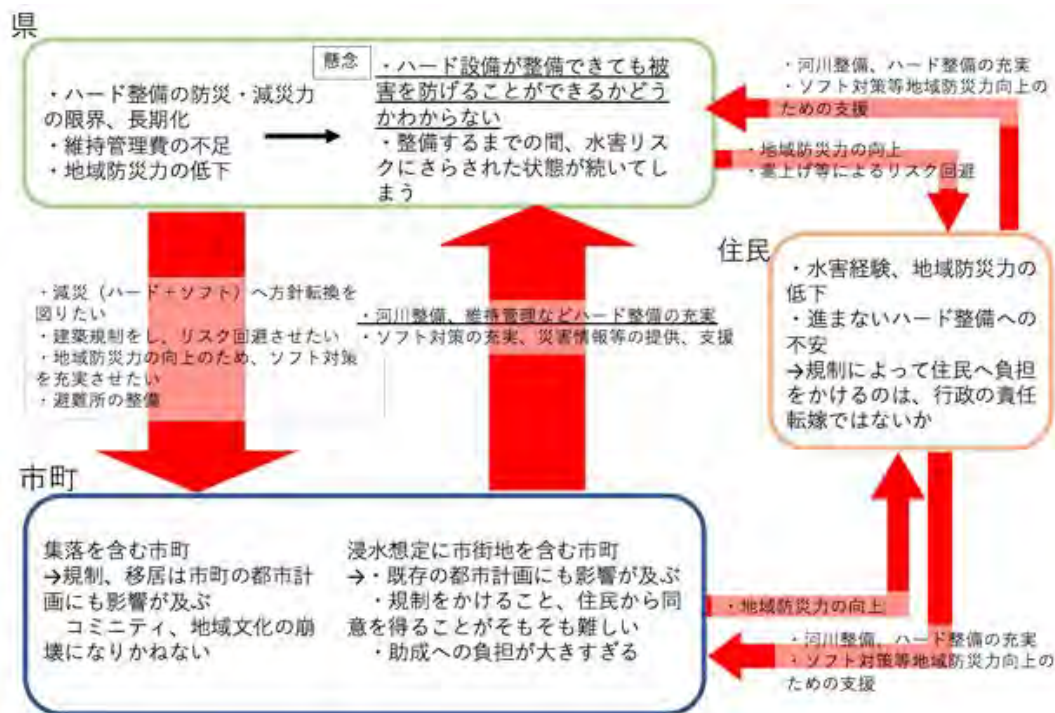 県
・ハード整備の防災・減災力
の限界、長期化
・維持管理費の不足
・地域防災力の低下
懸念
・ハード設備が整備できても被
害を防げることができるかどう
かわからない
・整備するまでの間、水害リス
クにさらされた状態が続いてし
まう
・河川整備、ハード整備の充実
・ソフト対策等地域防災力向上の
ための支援
・地域防災力の向上
・嵩上げ等によるリスク回避
住民
・水害経験、地域防災力の
低下
・進まないハード整備への
不安
→規制によって住民へ負担
をかけるのは、行政の責任
転嫁ではないか
・減災（ハード＋ソフト）へ方針転換を
図りたい
・建築規制をし、リスク回避させたい
・地域防災力の向上のため、ソフト対策
を充実させたい
・避難所の整備
・河川整備、維持管理などハード整備の充実
・ソフト対策の充実、災害情報等の提供、支援
市町
集落を含む市町
→規制、移居は市町の都市計
画にも影響が及ぶ
コミニティ、地域文化の崩
壊になりかねない
浸水想定に市街地を含む市町
→・既存の都市計画にも影響が及ぶ
・規制をかけること、住民から同
意を得ることがそもそも難しい
・助成への負担が大きすぎる
・地域防災力の向上
・河川整備、ハード整備の充実
・ソフト対策等地域防災力向上の
ための支援